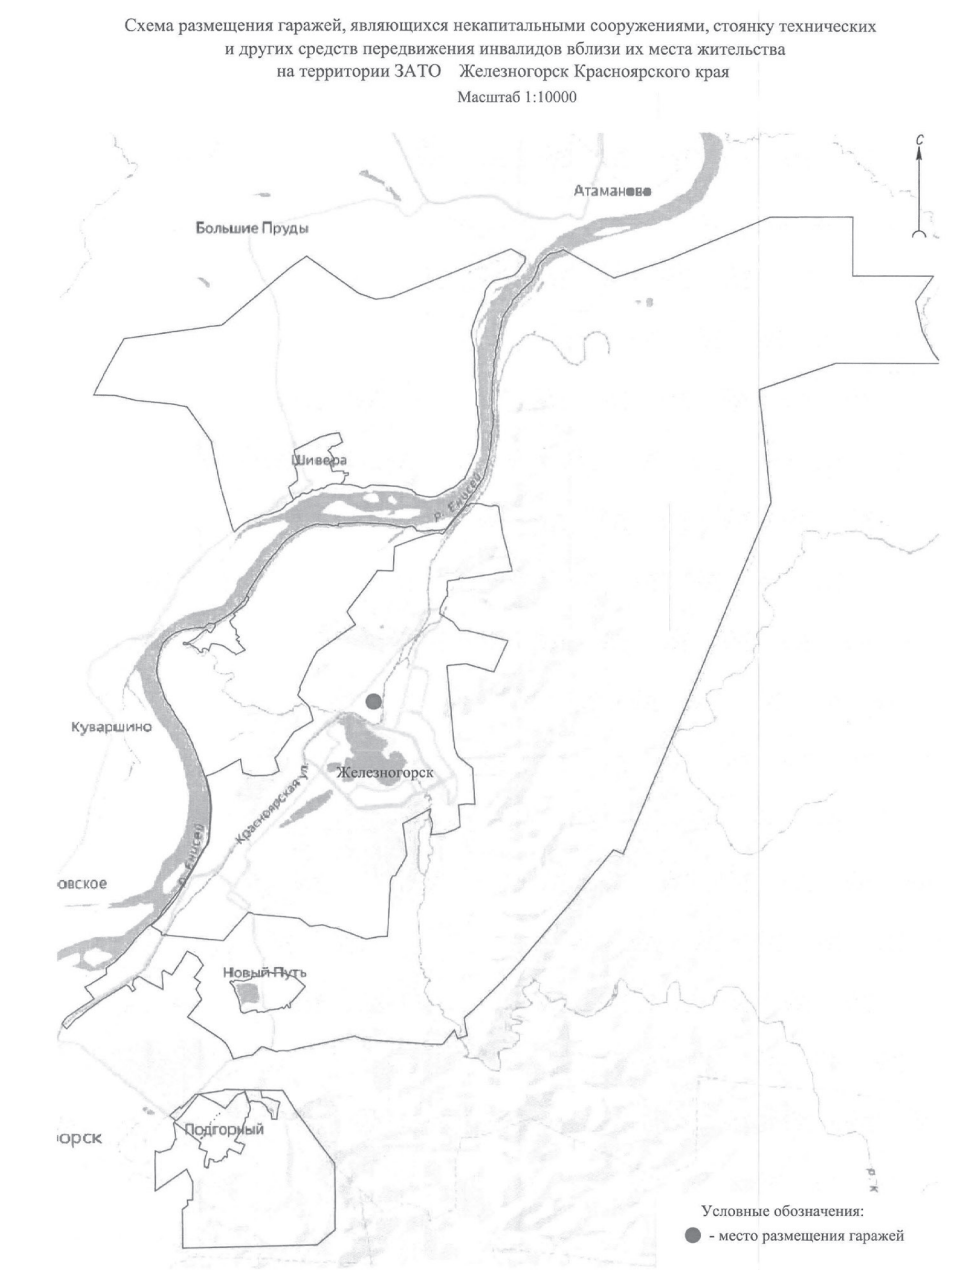 Схема размещения гаражей, являющихся некапитальными сооружениями, стоянку технических
и других средств передвижения инвалидов вблизи их места жительства
на территории ЗАТО Железногорск Красноярского края
Масштаб 1:10000
С
Атаманово
Большие Пруды
Шивера
р. Енисей
Куваршино
Железногорск
Красноярская ул.
р. Енисей
овское
Новый Путь
Подгорный
орск
р. К
Условные обозначения:
- место размещения гаражей